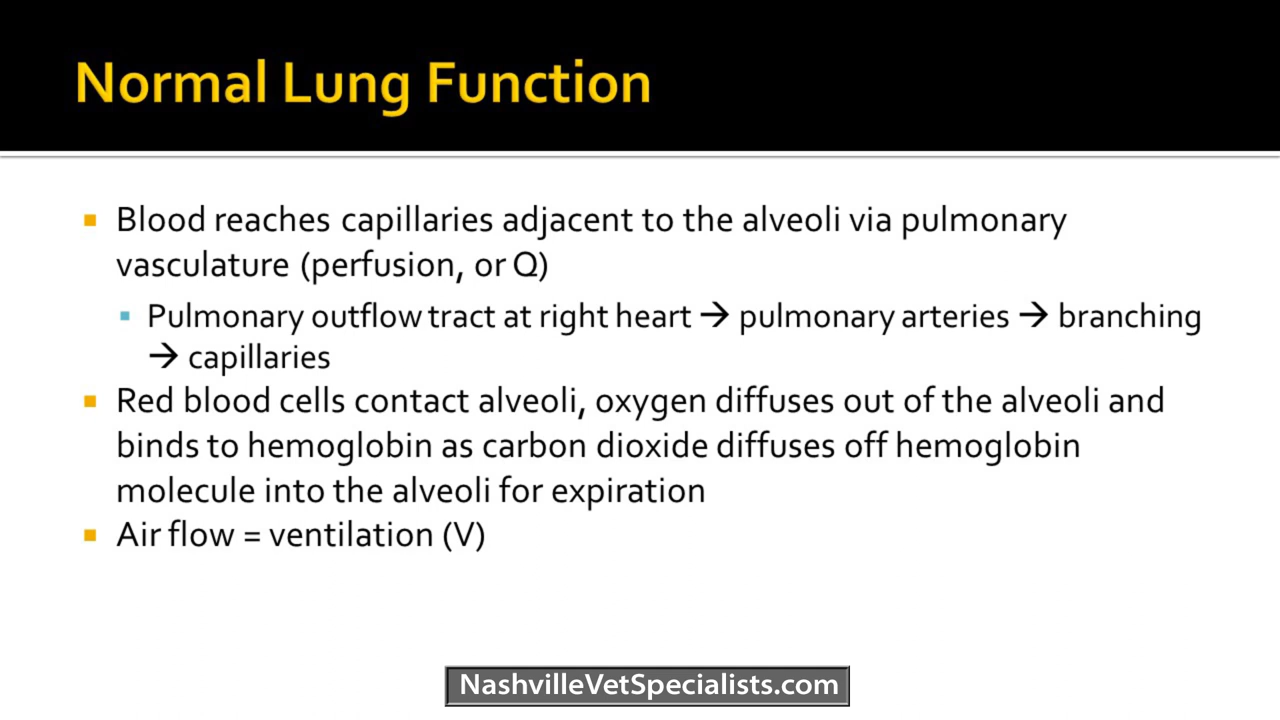 Normal Lung Function
Blood reaches capillaries adjacent to the alveoli via pulmonary
vasculature (perfusion, or Q)
Pulmonary outflow tract at right heart → pulmonary arteries → branching
→ capillaries
Red blood cells contact alveoli, oxygen diffuses out of the alveoli and
binds to hemoglobin as carbon dioxide diffuses off hemoglobin
molecule into the alveoli for expiration
Air flow = ventilation (V)
NashvilleVetSpecialists.com